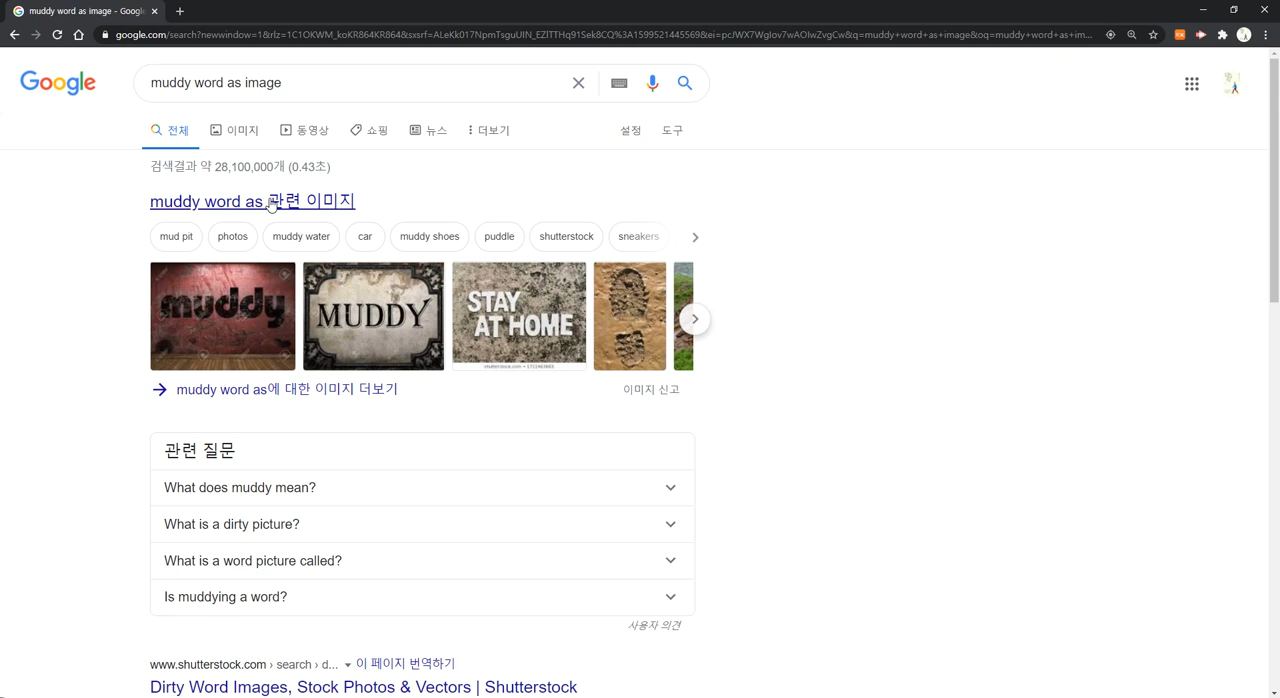 muddy word as image - Google
google.com/search?newwindow=1&rlz=1C1OKWM_koKR864KR864&sxsrf=ALeKk017NpmTsguUIN_EZlTTHq91Sek8CQ%3A1599521445569&ei=pcJWX7WgIov7wAOIwZvgCw&q=muddy+word+as+image&oq=muddy+word+as+im...
Google
muddy word as image
전체 이미지 동영상 쇼핑 뉴스 더보기 설정 도구
검색결과 약 28,100,000개 (0.43초)
muddy word as 관련 이미지
mud pit photos muddy water car muddy shoes puddle shutterstock sneakers
muddy
MUDDY
STAY
AT HOME
shutterstock.com • 1711463863
muddy word as에 대한 이미지 더보기 이미지 신고
관련 질문
What does muddy mean?
What is a dirty picture?
What is a word picture called?
Is muddying a word?
사용자 의견
www.shutterstock.com › search › d... 이 페이지 번역하기
Dirty Word Images, Stock Photos & Vectors | Shutterstock